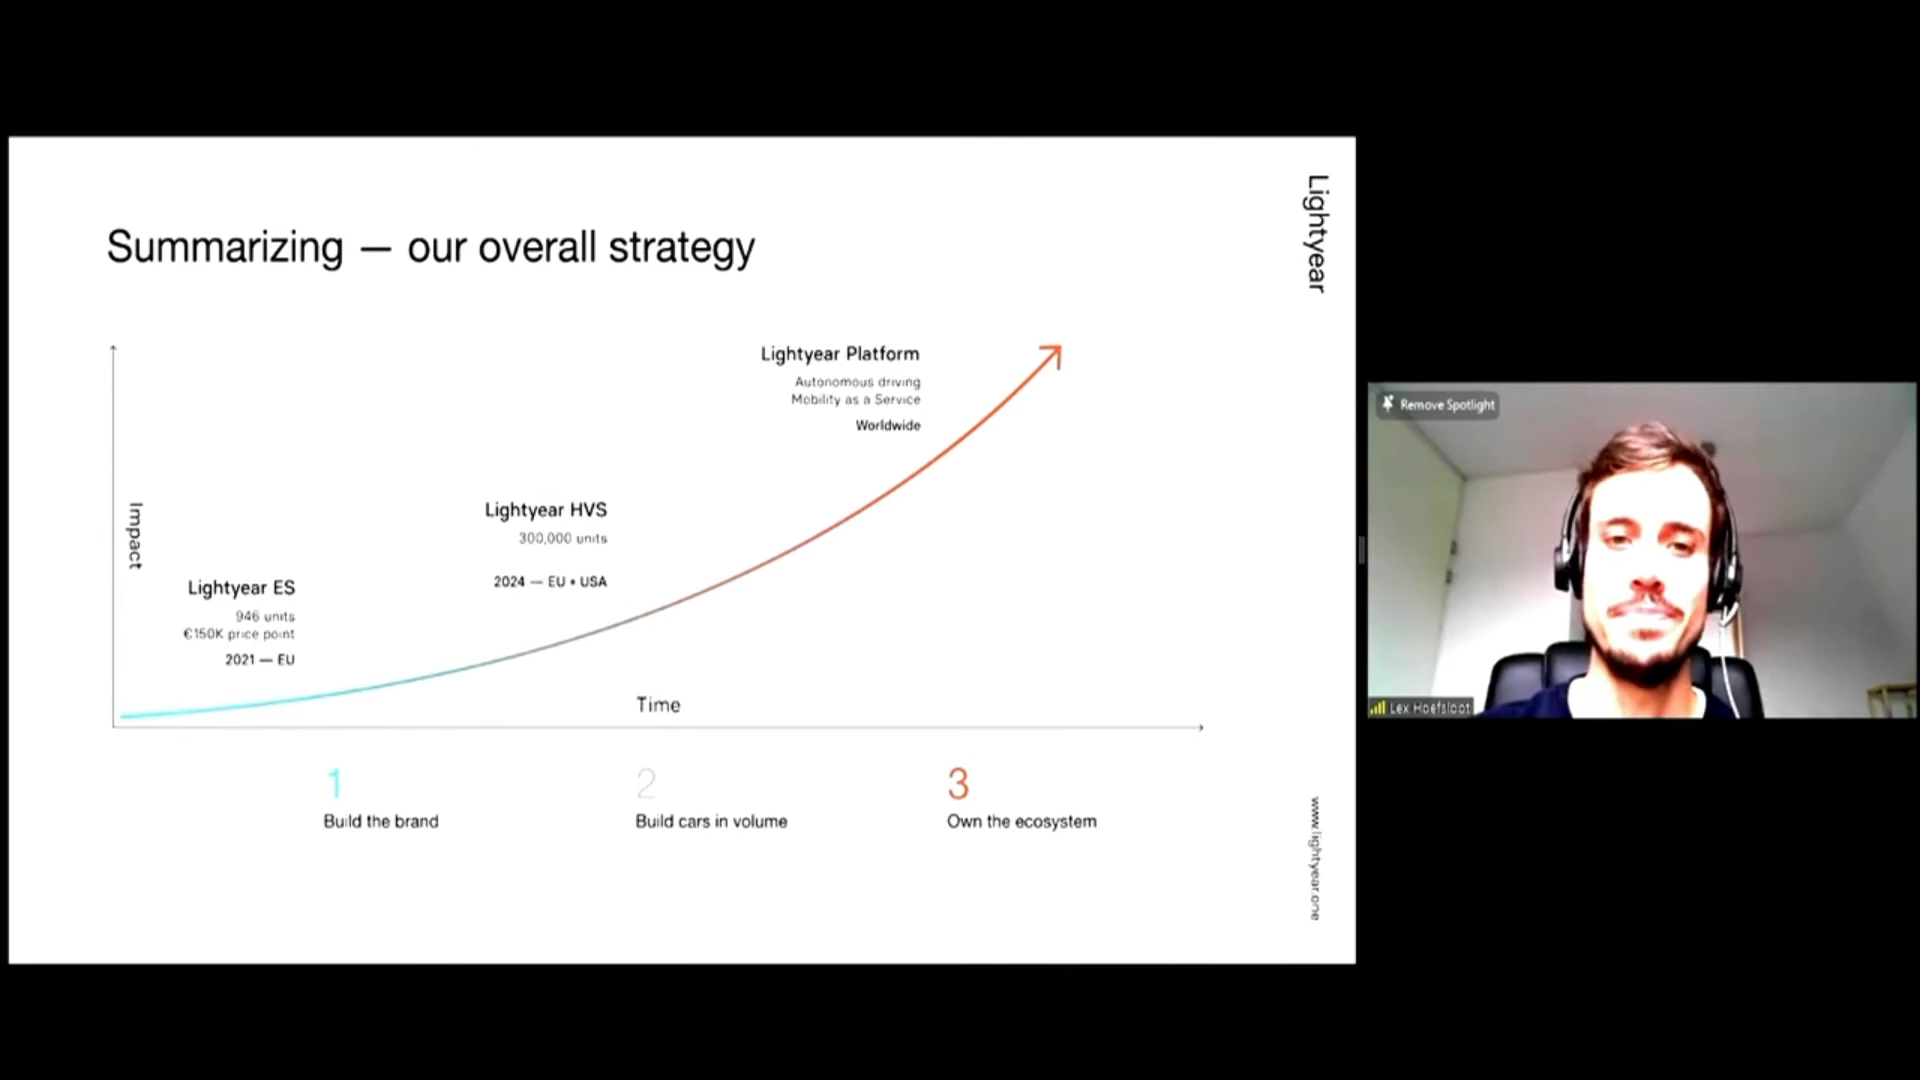 Summarizing — our overall strategy
Lightyear
Lightyear Platform
Autonomous driving
Mobility as a Service
Worldwide
Lightyear HVS
300,000 units
2024 — EU + USA
Impact
Lightyear ES
946 units
€150K price point
2021 — EU
Time
1
Build the brand
2
Build cars in volume
3
Own the ecosystem
www.lightyear.one
Remove Spotlight
Lex Hoefsloot